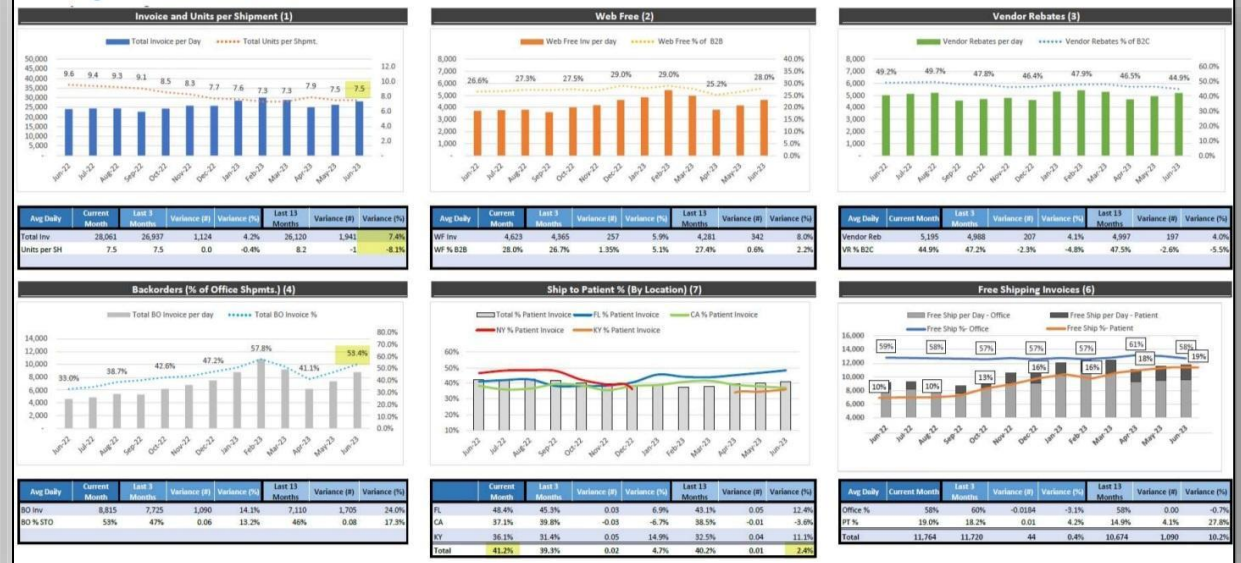 Invoice and Units per Shipment (1)
Total Invoice per Day Total Units per Shpmt.
50,000
45,000
40,000
35,000
30,000
25,000
20,000
15,000
10,000
5,000
-
9.6 9.4 9.3 9.1 8.5 8.3 7.7 7.6 7.3 7.3 7.9 7.5 7.5
12.0
10.0
8.0
6.0
4.0
2.0
-
Jun-22 Jul-22 Aug-22 Sep-22 Oct-22 Nov-22 Dec-22 Jan-23 Feb-23 Mar-23 Apr-23 May-23 Jun-23
Avg Daily Current Month Last 3 Months Variance (#) Variance (%) Last 13 Months Variance (#) Variance (%)
Total Inv 28,061 26,937 1,124 4.2% 26,120 1,941 7.4%
Units per SH 7.5 7.5 0.0 -0.4% 8.2 -1 -8.1%
Web Free (2)
Web Free Inv per day Web Free % of B2B
8,000
7,000
6,000
5,000
4,000
3,000
2,000
1,000
-
26.6% 27.3% 27.5% 29.0% 29.0% 25.2% 28.0%
40.0%
35.0%
30.0%
25.0%
20.0%
15.0%
10.0%
5.0%
0.0%
Jun-22 Jul-22 Aug-22 Sep-22 Oct-22 Nov-22 Dec-22 Jan-23 Feb-23 Mar-23 Apr-23 May-23 Jun-23
Avg Daily Current Month Last 3 Months Variance (#) Variance (%) Last 13 Months Variance (#) Variance (%)
WF Inv 4,623 4,365 257 5.9% 4,281 342 8.0%
WF % B2B 28.0% 26.7% 1.35% 5.1% 27.4% 0.6% 2.2%
Vendor Rebates (3)
Vendor Rebates per day Vendor Rebates % of B2C
8,000
7,000
6,000
5,000
4,000
3,000
2,000
1,000
-
49.2% 49.7% 47.8% 46.4% 47.9% 46.5% 44.9%
60.0%
50.0%
40.0%
30.0%
20.0%
10.0%
0.0%
Jun-22 Jul-22 Aug-22 Sep-22 Oct-22 Nov-22 Dec-22 Jan-23 Feb-23 Mar-23 Apr-23 May-23 Jun-23
Avg Daily Current Month Last 3 Months Variance (#) Variance (%) Last 13 Months Variance (#) Variance (%)
Vendor Reb 5,195 4,988 207 4.1% 4,997 197 4.0%
VR % B2C 44.9% 47.2% -2.3% -4.8% 47.5% -2.6% -5.5%
Backorders (% of Office Shpmts.) (4)
Total BO Invoice per day Total BO Invoice %
14,000
12,000
10,000
8,000
6,000
4,000
2,000
-
33.0% 38.7% 42.6% 47.2% 57.8% 41.1% 53.4%
80.0%
70.0%
60.0%
50.0%
40.0%
30.0%
20.0%
10.0%
0.0%
Jun-22 Jul-22 Aug-22 Sep-22 Oct-22 Nov-22 Dec-22 Jan-23 Feb-23 Mar-23 Apr-23 May-23 Jun-23
Avg Daily Current Month Last 3 Months Variance (#) Variance (%) Last 13 Months Variance (#) Variance (%)
BO Inv 8,815 7,725 1,090 14.1% 7,110 1,705 24.0%
BO % STO 53% 47% 0.06 13.2% 46% 0.08 17.3%
Ship to Patient % (By Location) (7)
Total % Patient Invoice FL % Patient Invoice CA % Patient Invoice
NY % Patient Invoice KY % Patient Invoice
60%
50%
40%
30%
20%
10%
Jun-22 Jul-22 Aug-22 Sep-22 Oct-22 Nov-22 Dec-22 Jan-23 Feb-23 Mar-23 Apr-23 May-23 Jun-23
Current Month Last 3 Months Variance (#) Variance (%) Last 13 Months Variance (#) Variance (%)
FL 48.4% 45.3% 0.03 6.9% 43.1% 0.05 12.4%
CA 37.1% 39.8% -0.03 -6.7% 38.5% -0.01 -3.6%
KY 36.1% 31.4% 0.05 14.9% 32.5% 0.04 11.1%
Total 41.2% 39.3% 0.02 4.7% 40.2% 0.01 2.4%
Free Shipping Invoices (6)
Free Ship per Day - Office Free Ship per Day - Patient
Free Ship %- Office Free Ship %- Patient
16,000
14,000
12,000
10,000
8,000
6,000
4,000
59% 58% 57% 57% 57% 61% 58%
10% 10% 13% 16% 16% 18% 19%
Jun-22 Jul-22 Aug-22 Sep-22 Oct-22 Nov-22 Dec-22 Jan-23 Feb-23 Mar-23 Apr-23 May-23 Jun-23
Avg Daily Current Month Last 3 Months Variance (#) Variance (%) Last 13 Months Variance (#) Variance (%)
Office % 58% 60% -0.0184 -3.1% 58% 0.00 -0.7%
PT % 19.0% 18.2% 0.01 4.2% 14.9% 4.1% 27.8%
Total 11,764 11,720 44 0.4% 10,674 1,090 10.2%